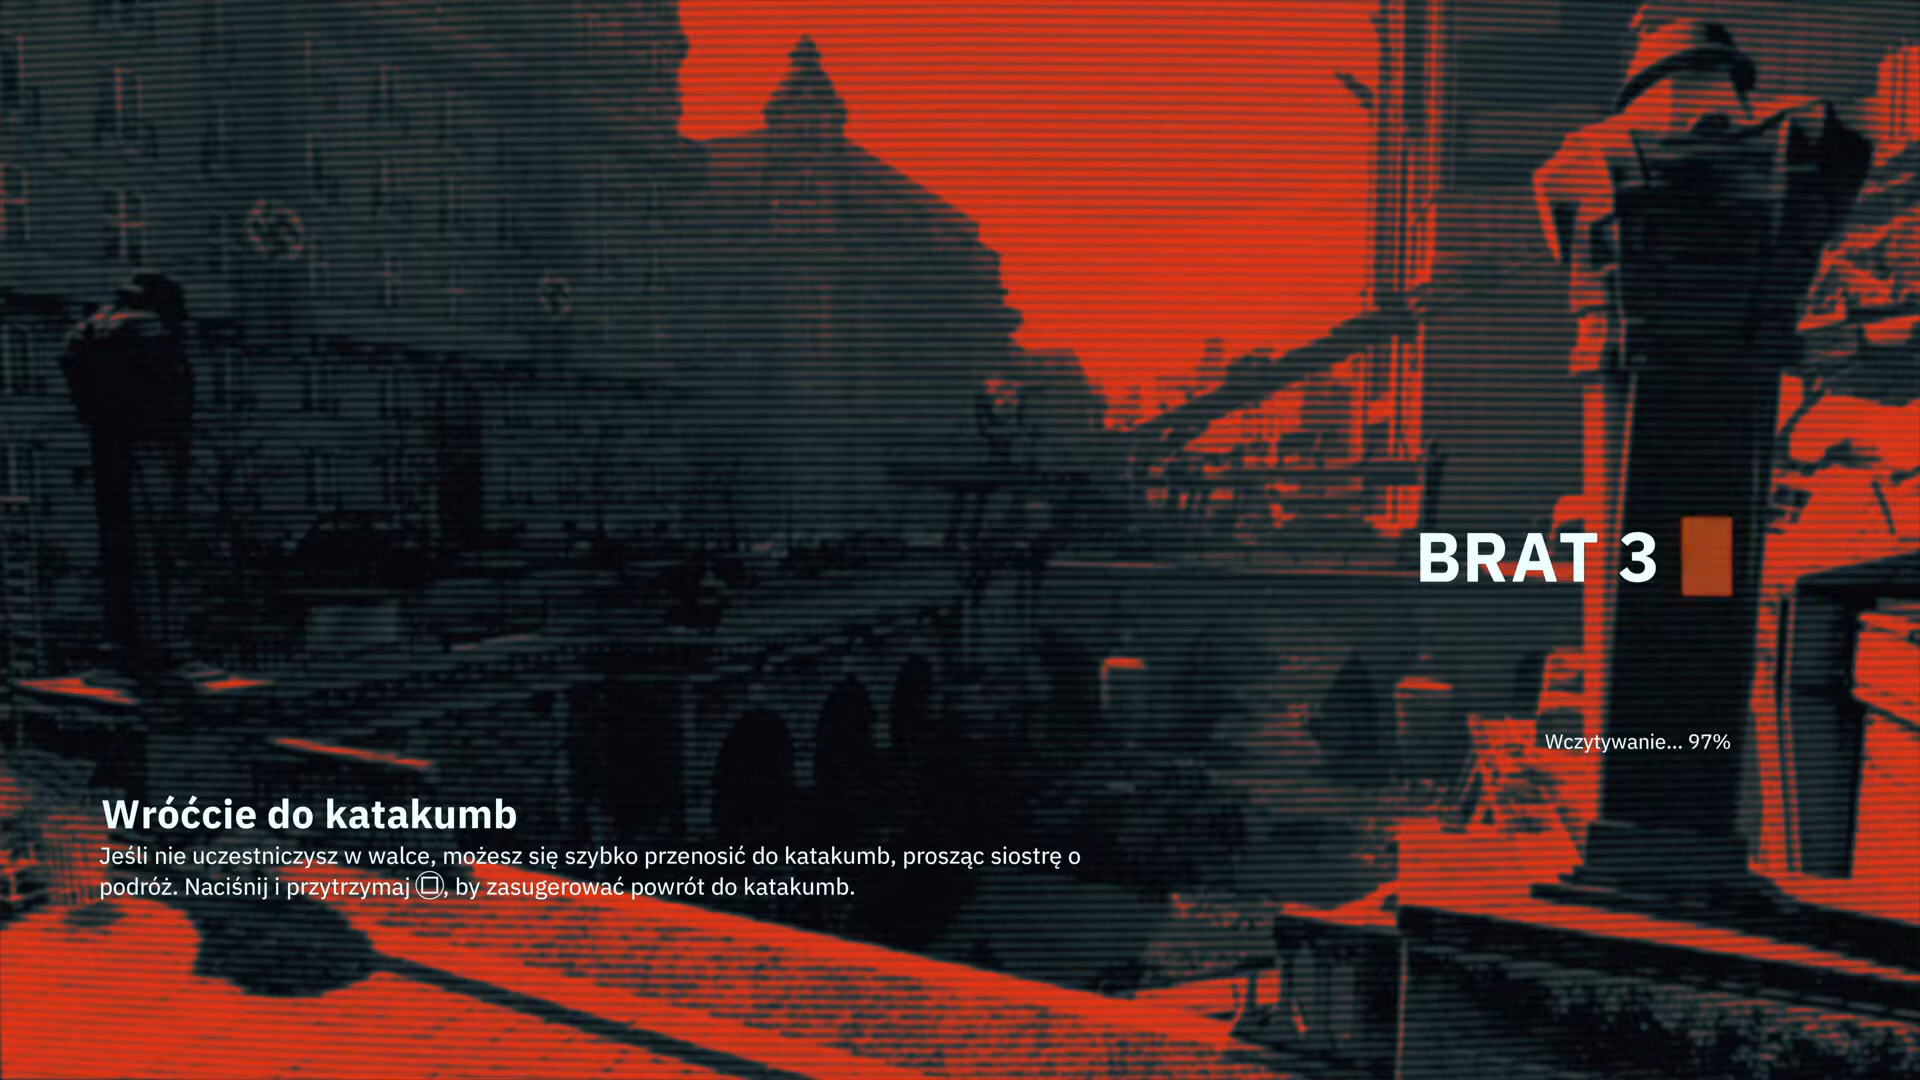 BRAT 3
Wczytywanie... 97%
Wróćcie do katakumb
Jeśli nie uczestniczysz w walce, możesz się szybko przenosić do katakumb, prosząc siostrę o
podróż. Naciśnij i przytrzymaj , by zasugerować powrót do katakumb.